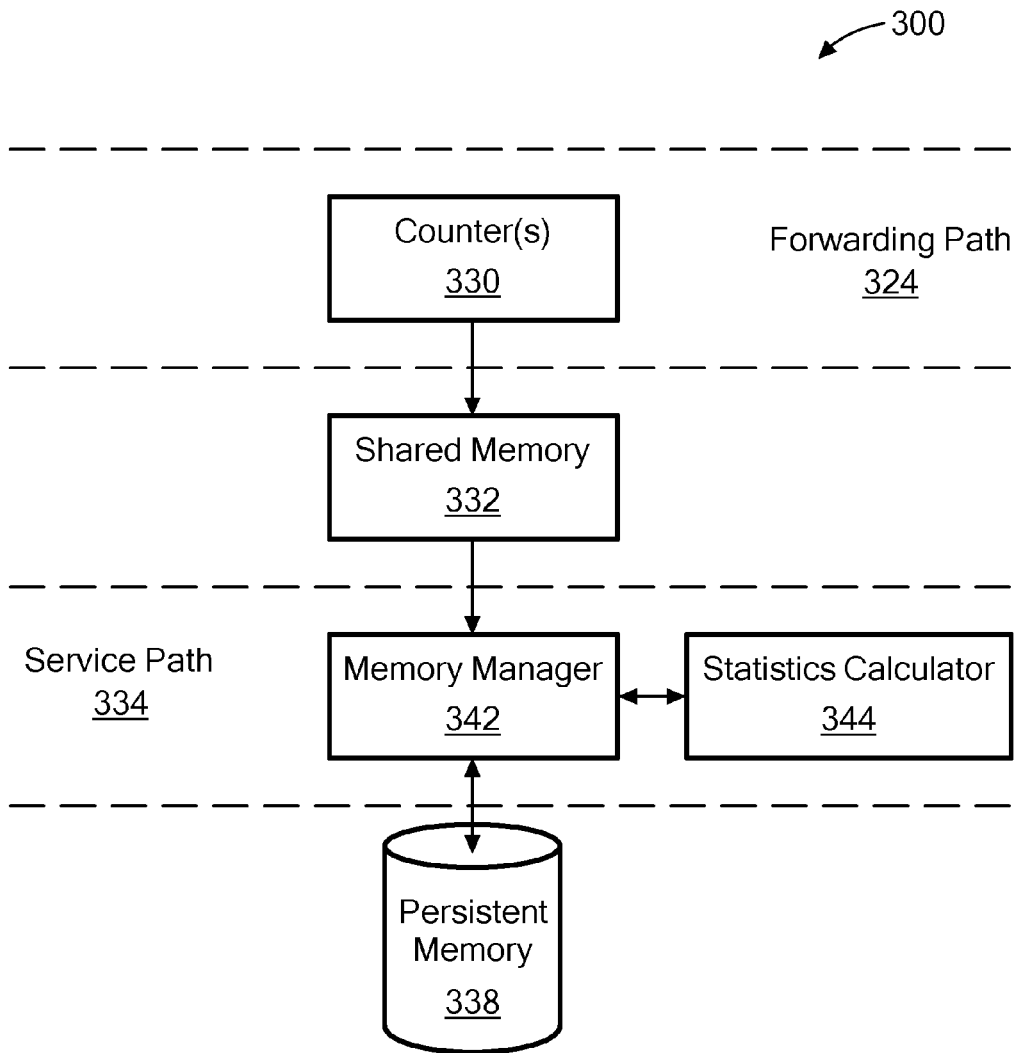 300
Counter(s)
330
Forwarding Path
324
Shared Memory
332
Service Path
334
Memory Manager
342
Statistics Calculator
344
Persistent
Memory
338